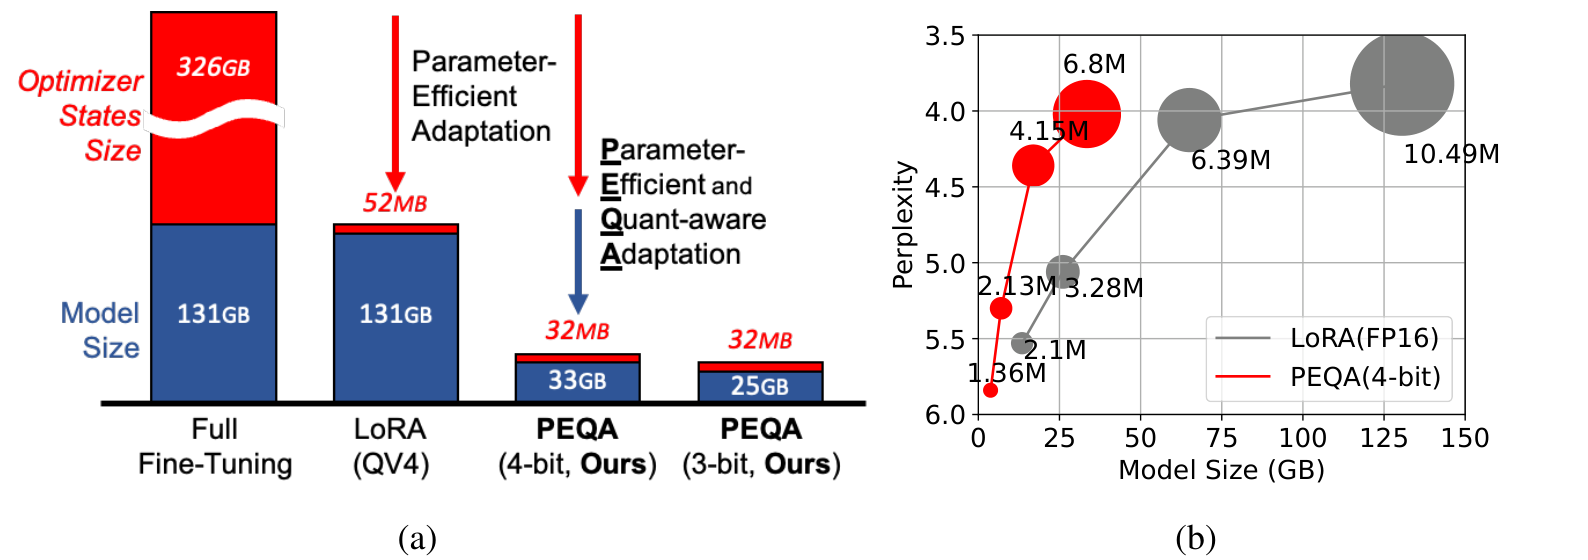 Optimizer
States
Size
326GB
Model
Size
131GB
52MB
131GB
Parameter-
Efficient
Adaptation
Parameter-
Efficient and
Quant-aware
Adaptation
32MB
33GB
32MB
25GB
Full
Fine-Tuning
LoRA
(QV4)
PEQA
(4-bit, Ours)
PEQA
(3-bit, Ours)
(a)
Perplexity
3.5
4.0
4.5
5.0
5.5
6.0
6.8M
4.15M
2.13M
1.36M
10.49M
6.39M
3.28M
2.1M
LoRA(FP16)
PEQA(4-bit)
0 25 50 75 100 125 150
Model Size (GB)
(b)